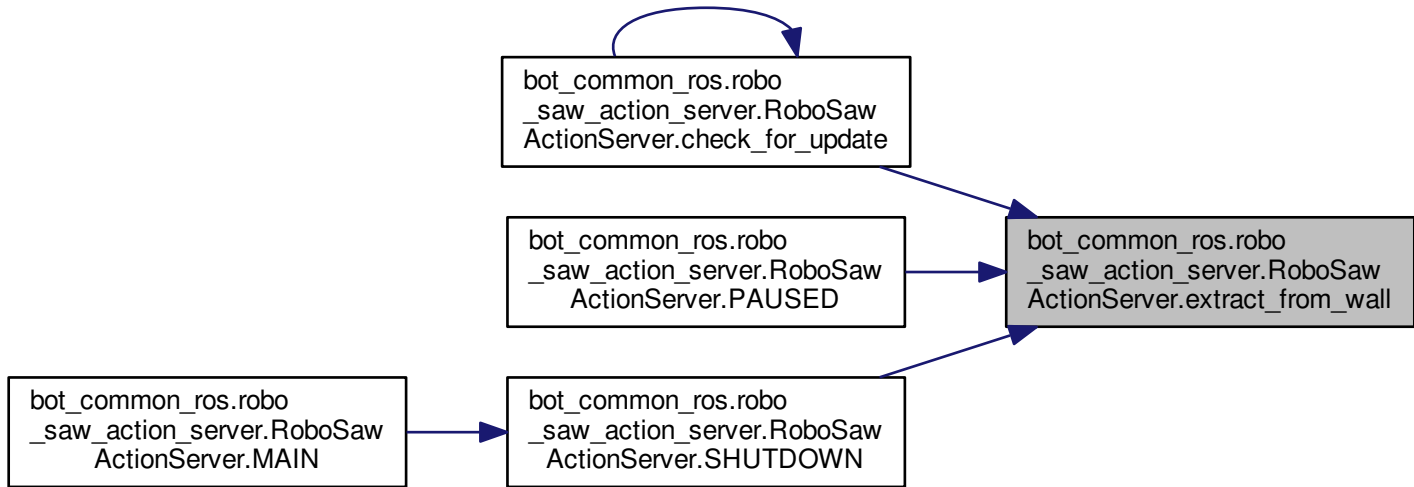 bot_common_ros.robo
_saw_action_server.RoboSaw
ActionServer.check_for_update
bot_common_ros.robo
_saw_action_server.RoboSaw
ActionServer.PAUSED
bot_common_ros.robo
_saw_action_server.RoboSaw
ActionServer.extract_from_wall
bot_common_ros.robo
_saw_action_server.RoboSaw
ActionServer.MAIN
bot_common_ros.robo
_saw_action_server.RoboSaw
ActionServer.SHUTDOWN